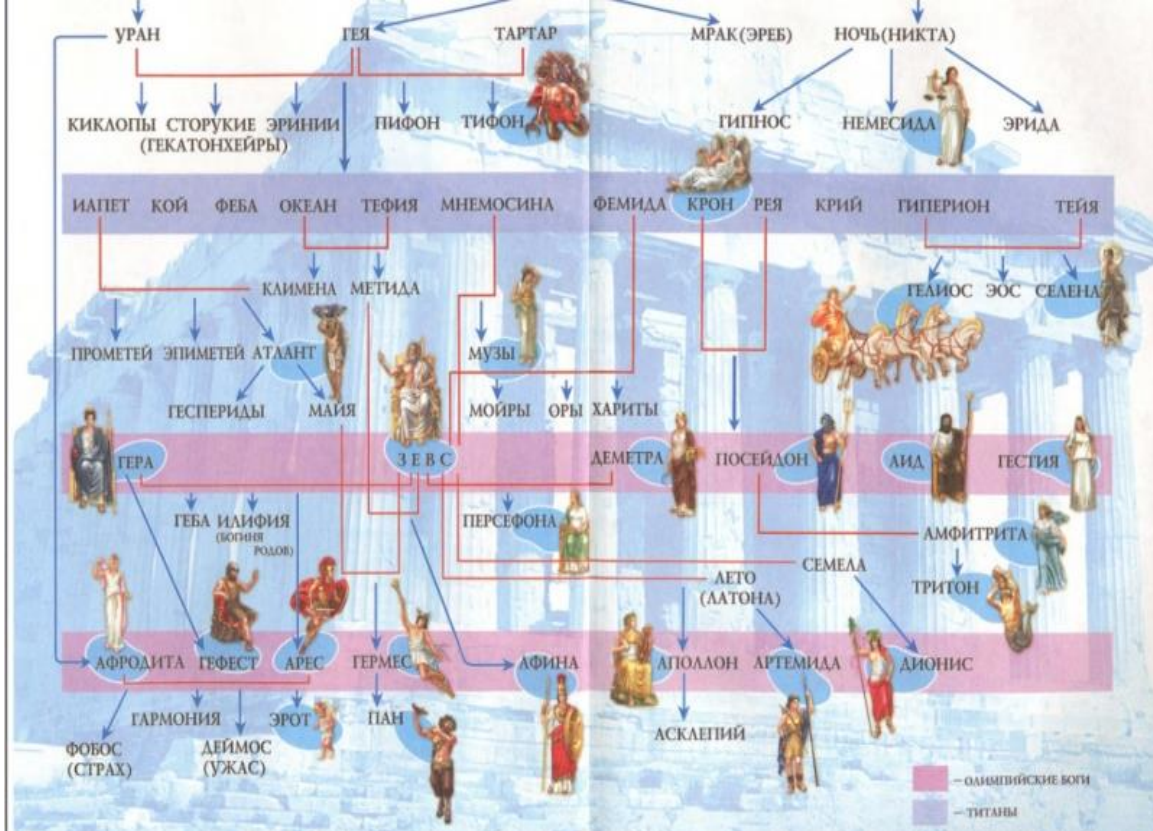 УРАН ГЕЯ ТАРТАР МРАК(ЭРЕБ) НОЧЬ(НИКТА)
КИКЛОПЫ СТОРУКИЕ ЭРИНИИ ПИФОН ТИФОН ГИПНОС НЕМЕСИДА ЭРИДА
(ГЕКАТОНХЕЙРЫ)
ИАПЕТ КОЙ ФЕБА ОКЕАН ТЕФИЯ МНЕМОСИНА ФЕМИДА КРОН РЕЯ КРИЙ ГИПЕРИОН ТЕЙЯ
КЛИМЕНА МЕТИДА ГЕЛИОС ЭОС СЕЛЕНА
ПРОМЕТЕЙ ЭПИМЕТЕЙ АТЛАНТ МУЗЫ
ГЕСПЕРИДЫ МАЙЯ МОЙРЫ ОРЫ ХАРИТЫ
ГЕРА ЗЕВС ДЕМЕТРА ПОСЕЙДОН АИД ГЕСТИЯ
ГЕБА ИЛИФИЯ ПЕРСЕФОНА АМФИТРИТА
(БОГИНЯ
РОДОВ)
СЕМЕЛА
ЛЕТО ТРИТОН
(ЛАТОНА)
АФРОДИТА ГЕФЕСТ АРЕС ГЕРМЕС АФИНА АПОЛЛОН АРТЕМИДА ДИОНИС
ГАРМОНИЯ ЭРОТ ПАН
АСКЛЕПИЙ
ФОБОС ДЕЙМОС
(СТРАХ) (УЖАС)
– ОЛИМПИЙСКИЕ БОГИ
– ТИТАНЫ